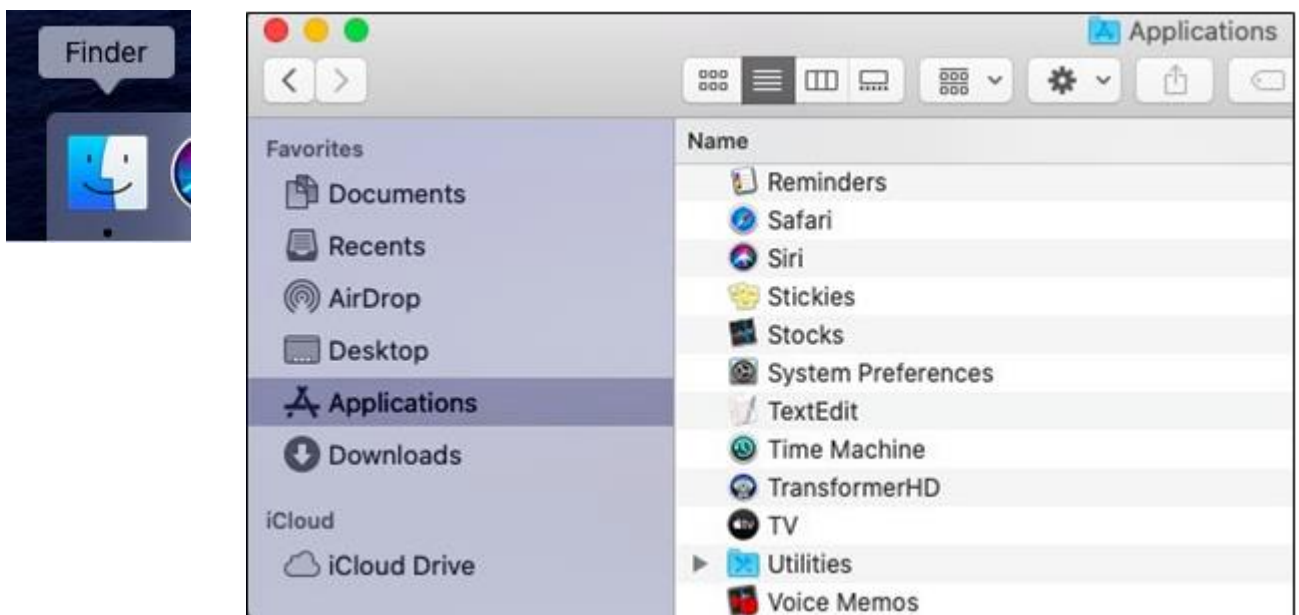 Finder
Applications
Favorites
Documents
Recents
AirDrop
Desktop
Applications
Downloads
iCloud
iCloud Drive
Name
Reminders
Safari
Siri
Stickies
Stocks
System Preferences
TextEdit
Time Machine
TransformerHD
TV
Utilities
Voice Memos